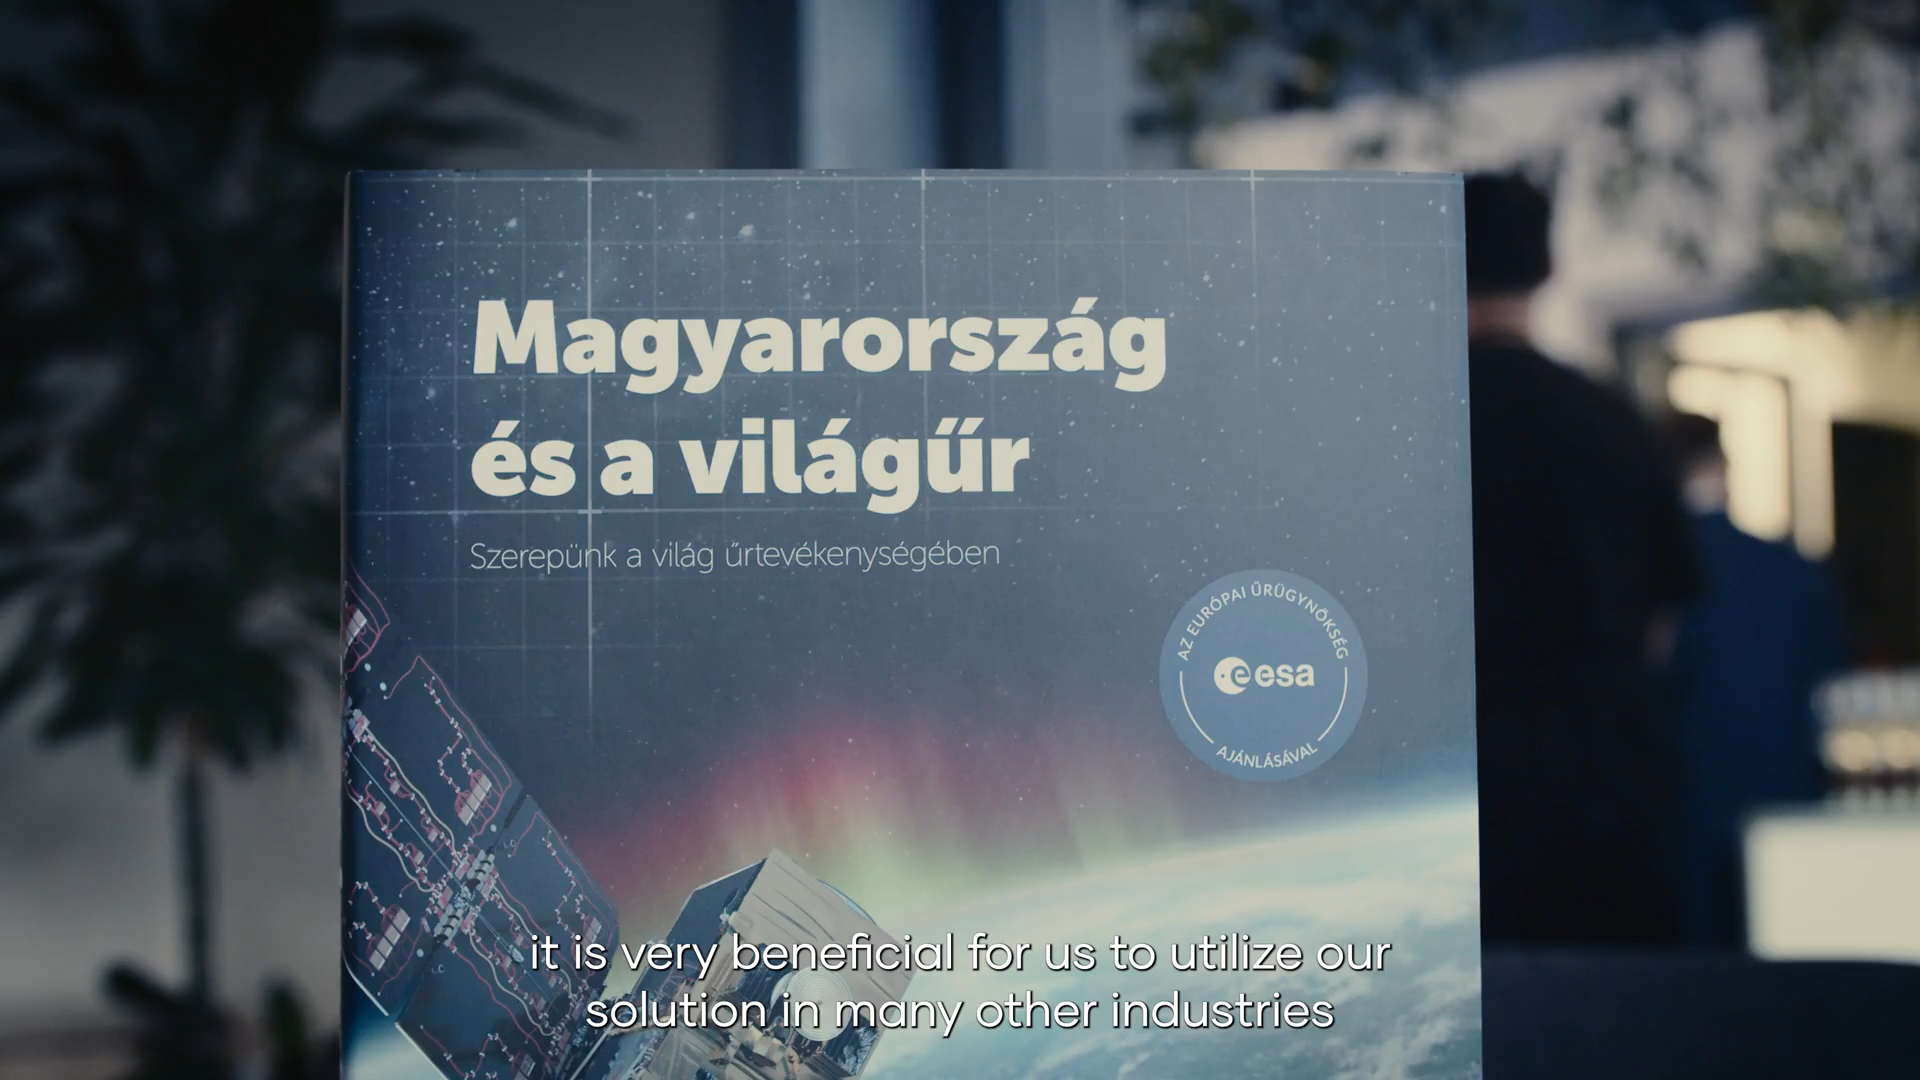 Magyarország
és a világűr
Szerepünk a világ űrtevékenységében
AZ EURÓPAI ŰRÜGYNÖKSÉG
esa
AJÁNLÁSÁVAL
it is very beneficial for us to utilize our
solution in many other industries